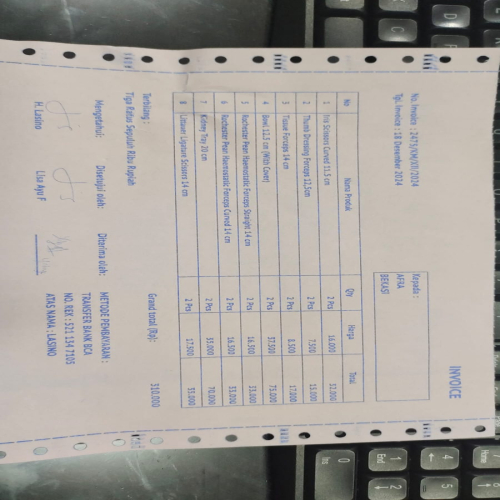 INVOICE
No. Invoice : 2475/KM/XII/2024
Tgl. Invoice : 18 Desember 2024
Kepada :
AFRA
BEKASI
No Nama Produk Qty Harga Total
1 Iris Scissors Curved 11.5 cm 2 Pcs 16.000 32.000
2 Thumb Dressing Forceps 12,5cm 2 Pcs 7.500 15.000
3 Tissue Forceps 14 cm 2 Pcs 8.500 17.000
4 Bowl 11,5 cm (With Cover) 2 Pcs 37.500 75.000
5 Rochester Pean Haemostatic Forceps Straight 14 cm 2 Pcs 16.500 33.000
6 Rochester Pean Haemostatic Forceps Curved 14 cm 2 Pcs 16.500 33.000
7 Kidney Tray 20 cm 2 Pcs 35.000 70.000
8 Littauer Ligature Scissors 14 cm 2 Pcs 17.500 35.000
Grand total (Rp): 310.000
Terbilang :
Tiga Ratus Sepuluh Ribu Rupiah
Mengetahui: Disetujui oleh: Diterima oleh:
H. Lasino Lisa Ayu F
METODE PEMBAYARAN :
TRANSFER BANK BCA
NO. REK : 521 134 7105
ATAS NAMA : LASINO